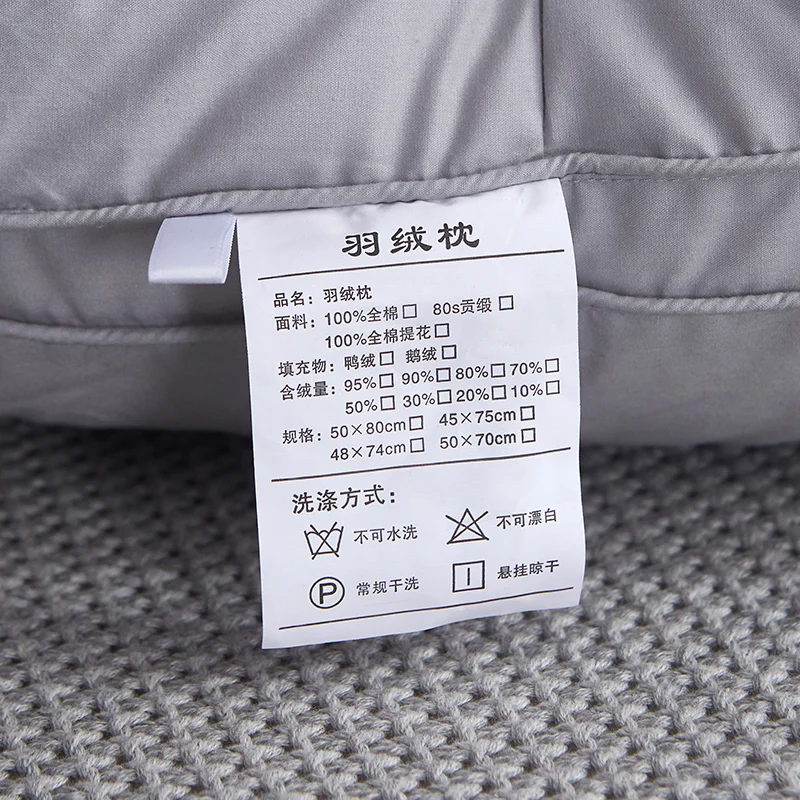 羽绒枕
品名：羽绒枕
面料：100%全棉□ 80s贡缎□
100%全棉提花□
填充物：鸭绒□ 鹅绒□
含绒量：95%□ 90%□ 80%□ 70%□
50%□ 30%□ 20%□ 10%□
规格：50×80cm□ 45×75cm□
48×74cm□ 50×70cm□
洗涤方式：
不可水洗 不可漂白
P 常规干洗 悬挂晾干